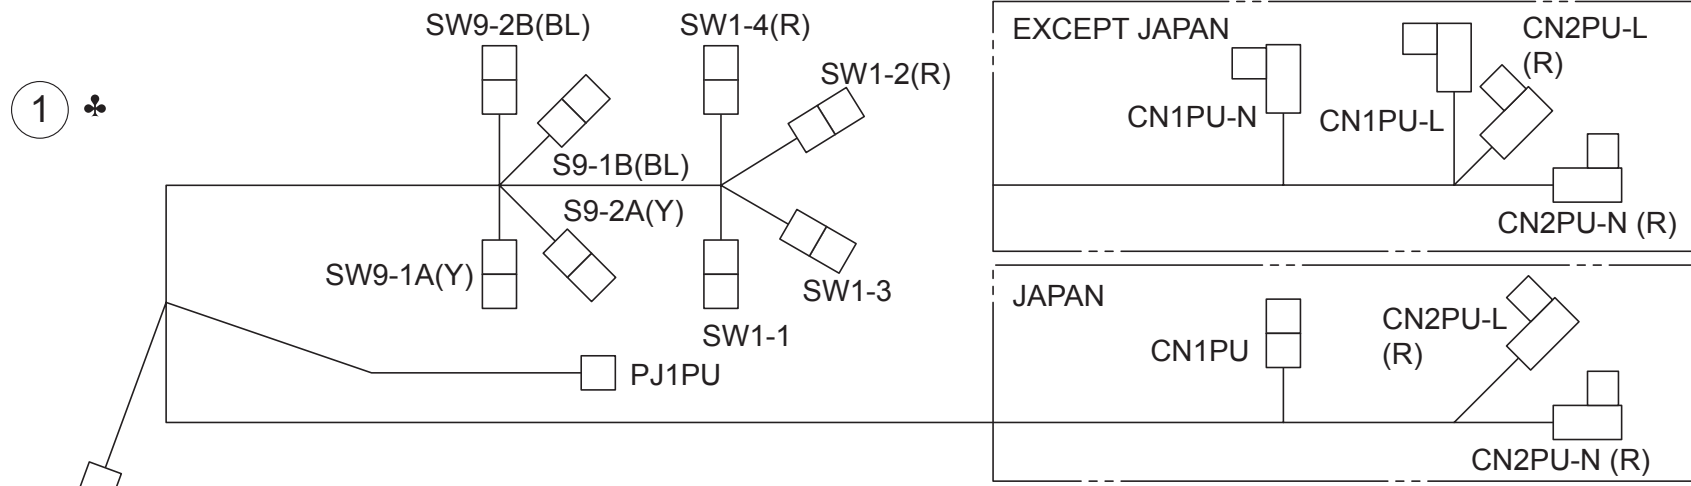 1 ♣
SW9-2B(BL)
SW1-4(R)
SW1-2(R)
S9-1B(BL)
S9-2A(Y)
SW9-1A(Y)
SW1-3
SW1-1
PJ1PU
EXCEPT JAPAN
CN1PU-N
CN1PU-L
CN2PU-L
(R)
CN2PU-N (R)
JAPAN
CN1PU
CN2PU-L
(R)
CN2PU-N (R)